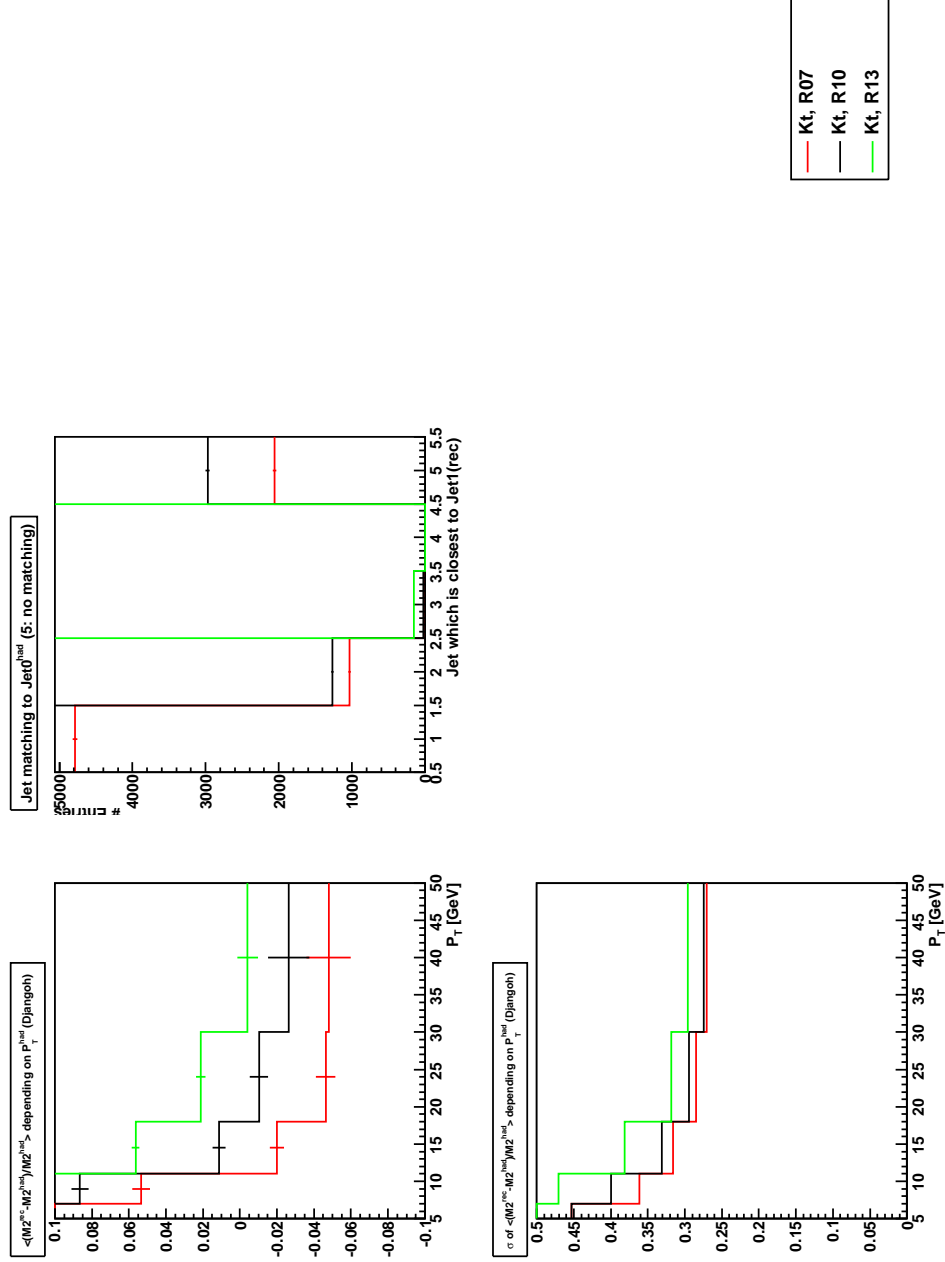 <(M2^rec-M2^had)/M2^had> depending on P_T^had (Djangoh)
0.1
0.08
0.06
0.04
0.02
0
-0.02
-0.04
-0.06
-0.08
-0.1
5 10 15 20 25 30 35 40 45 50
P_T [GeV]
Jet matching to Jet0^had (5: no matching)
# Entries
5000
4000
3000
2000
1000
0
0.5 1 1.5 2 2.5 3 3.5 4 4.5 5 5.5
Jet which is closest to Jet1(rec)
σ of <(M2^rec-M2^had)/M2^had> depending on P_T^had (Djangoh)
0.5
0.45
0.4
0.35
0.3
0.25
0.2
0.15
0.1
0.05
0
5 10 15 20 25 30 35 40 45 50
P_T [GeV]
Kt, R07
Kt, R10
Kt, R13